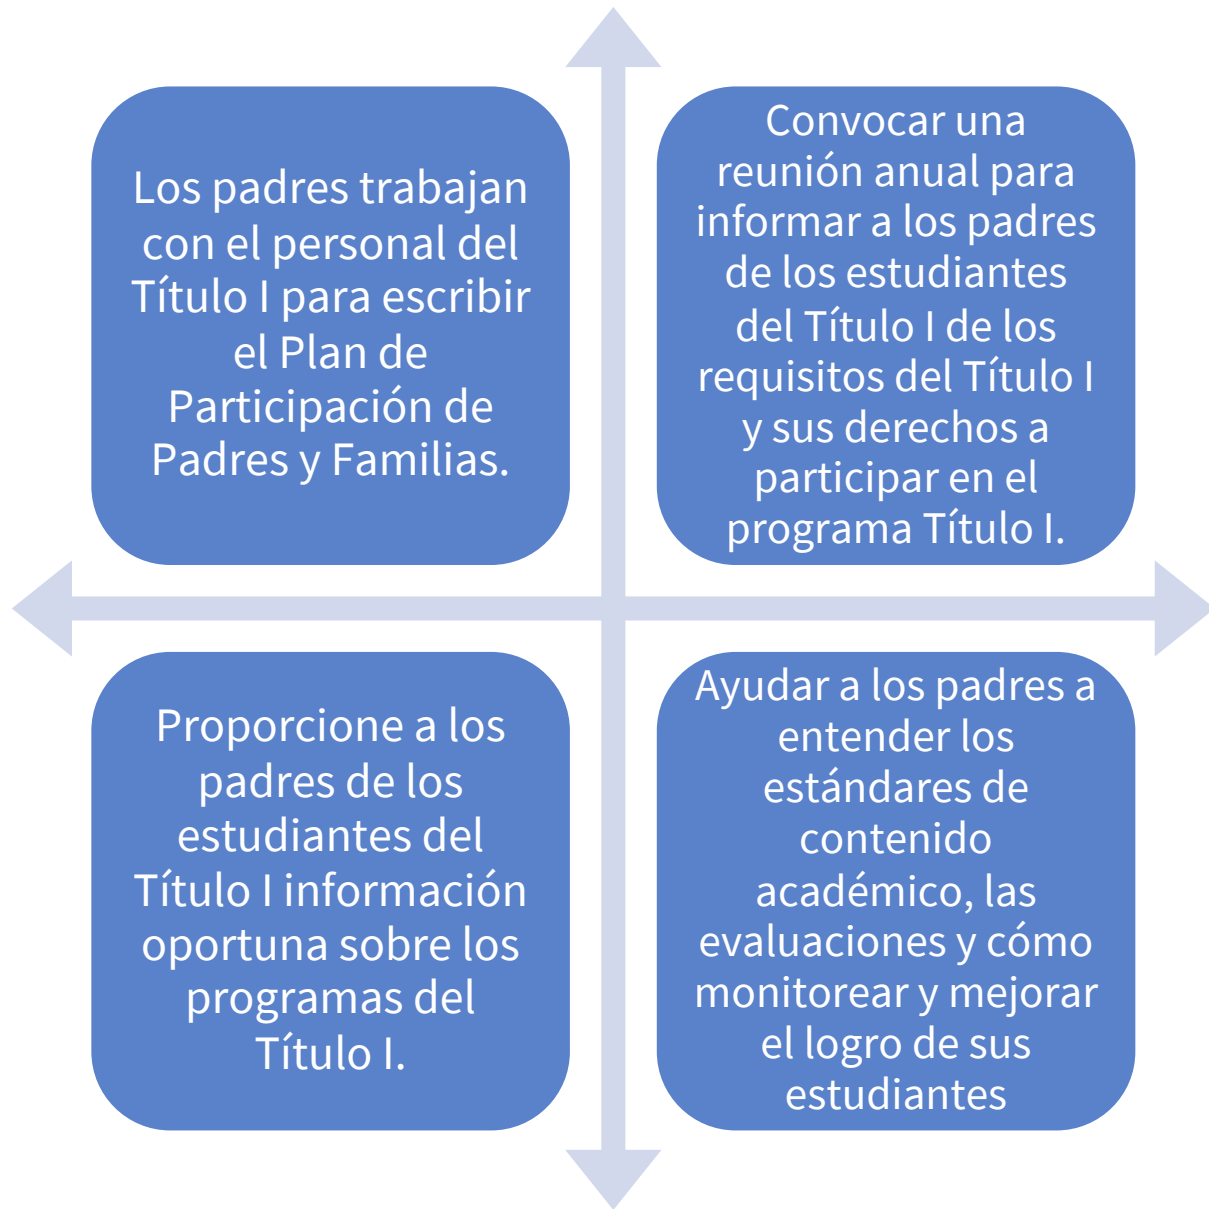 Los padres trabajan
con el personal del
Título I para escribir
el Plan de
Participación de
Padres y Familias.
Convocar una
reunión anual para
informar a los padres
de los estudiantes
del Título I de los
requisitos del Título I
y sus derechos a
participar en el
programa Título I.
Proporcione a los
padres de los
estudiantes del
Título I información
oportuna sobre los
programas del
Título I.
Ayudar a los padres a
entender los
estándares de
contenido
académico, las
evaluaciones y cómo
monitorear y mejorar
el logro de sus
estudiantes